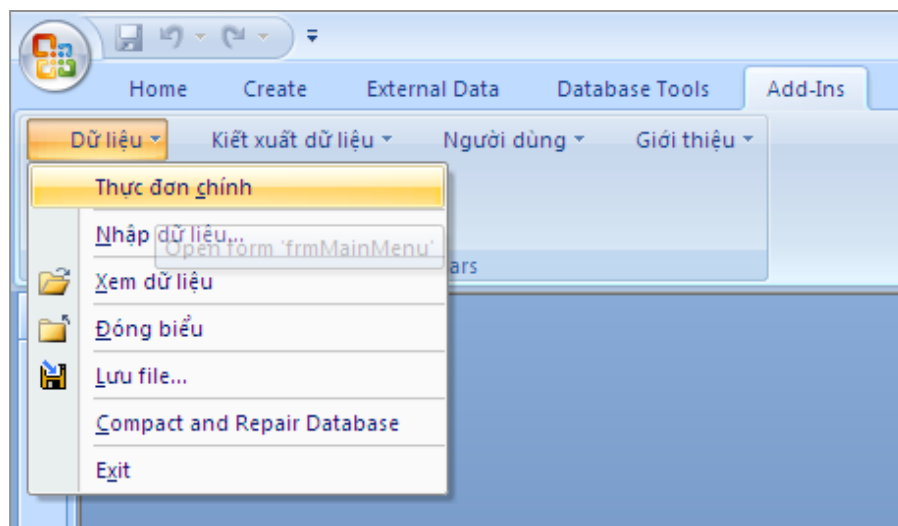 Home Create External Data Database Tools Add-Ins
Dữ liệu Kiết xuất dữ liệu Người dùng Giới thiệu
Thực đơn chính
Nhập dữ liệu...
Open form 'frmMainMenu'
ars
Xem dữ liệu
Đóng biểu
Lưu file...
Compact and Repair Database
Exit